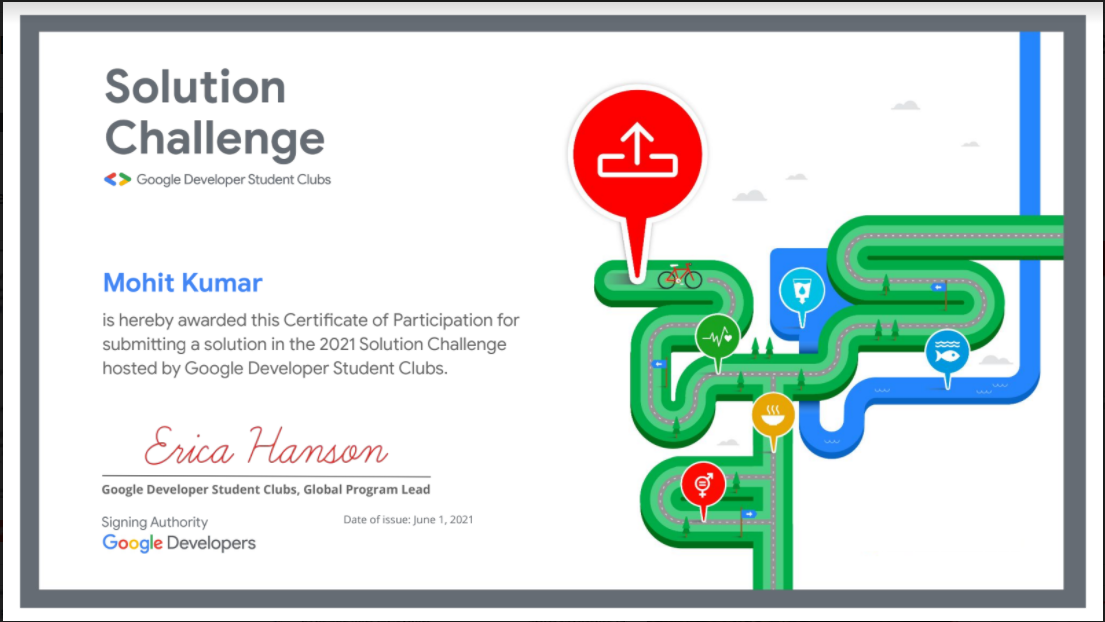 Solution
Challenge
Google Developer Student Clubs
Mohit Kumar
is hereby awarded this Certificate of Participation for
submitting a solution in the 2021 Solution Challenge
hosted by Google Developer Student Clubs.
Erica Hanson
Google Developer Student Clubs, Global Program Lead
Signing Authority
Date of issue: June 1, 2021
Google Developers